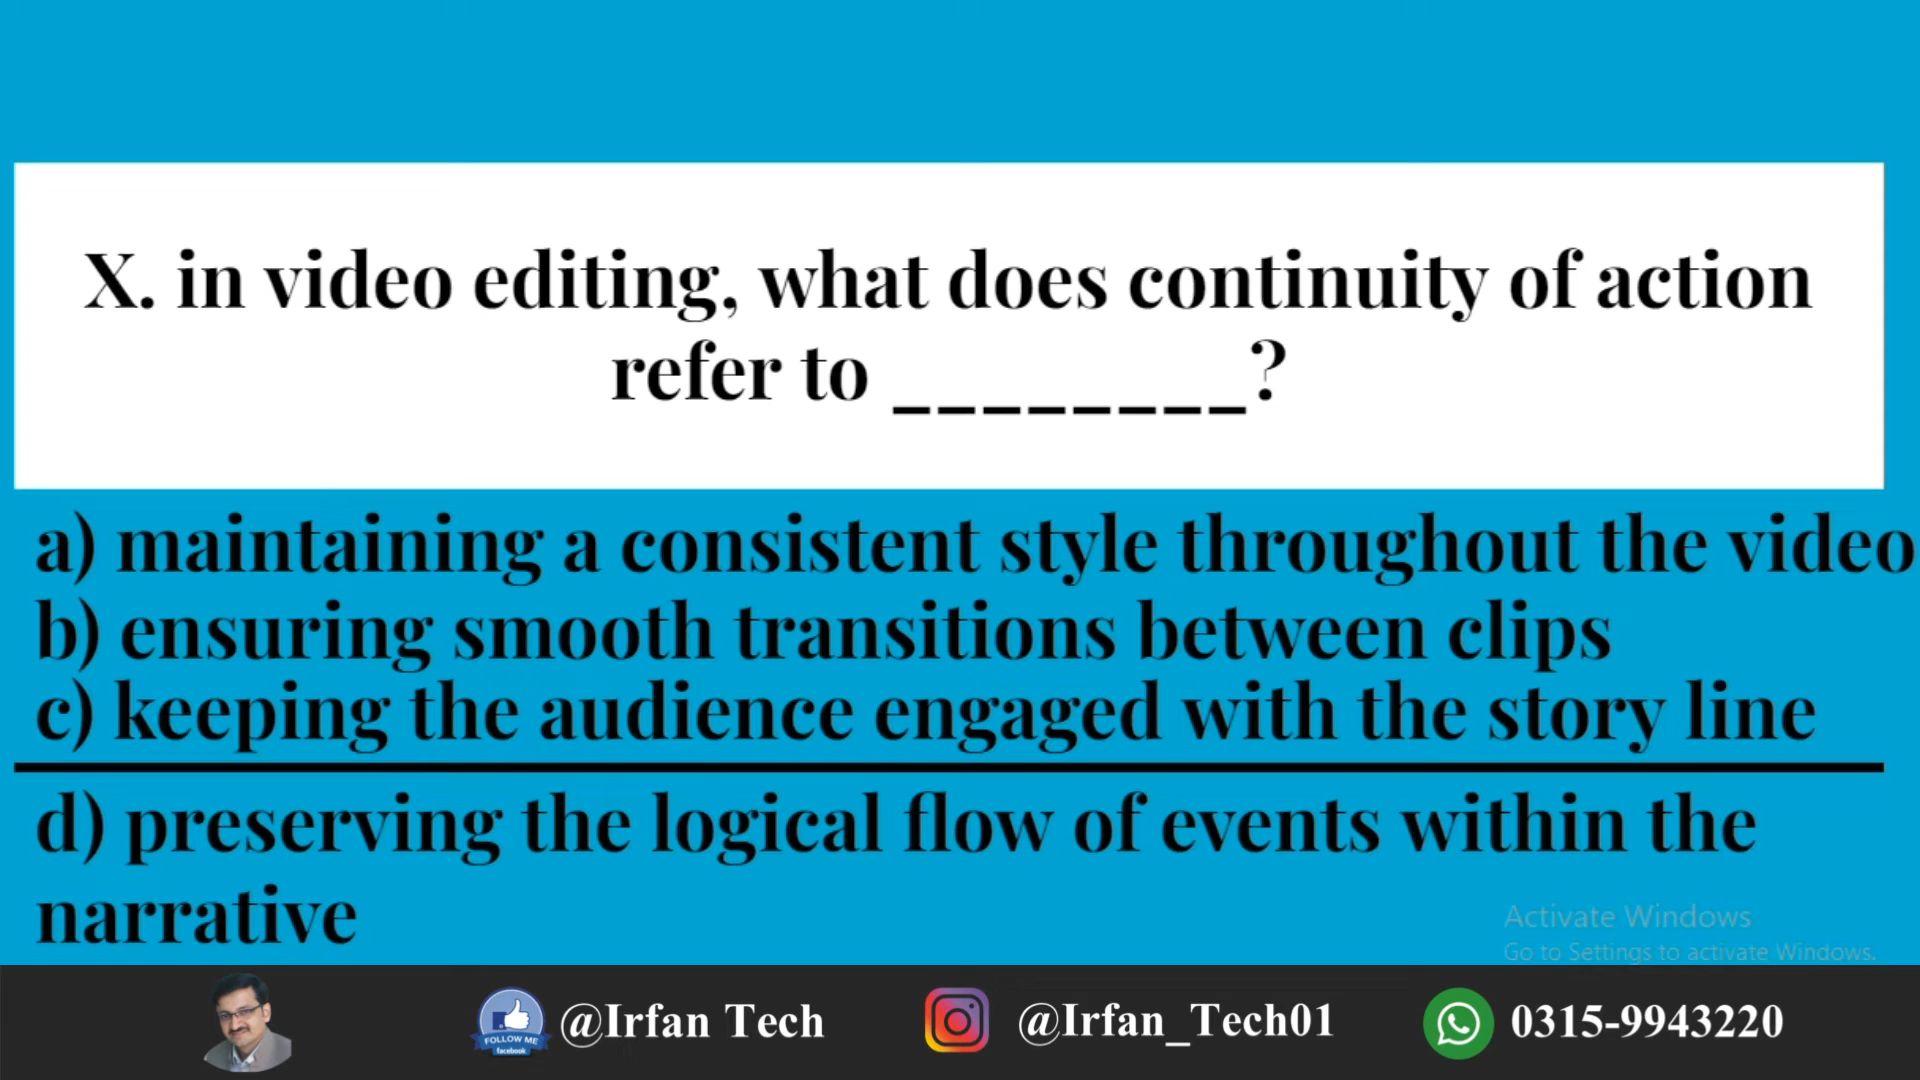 X. in video editing, what does continuity of action
refer to ________?
a) maintaining a consistent style throughout the video
b) ensuring smooth transitions between clips
c) keeping the audience engaged with the story line
d) preserving the logical flow of events within the
narrative
Activate Windows
Go to Settings to activate Windows.
FOLLOW ME
facebook
@Irfan Tech
@Irfan_Tech01
0315-9943220